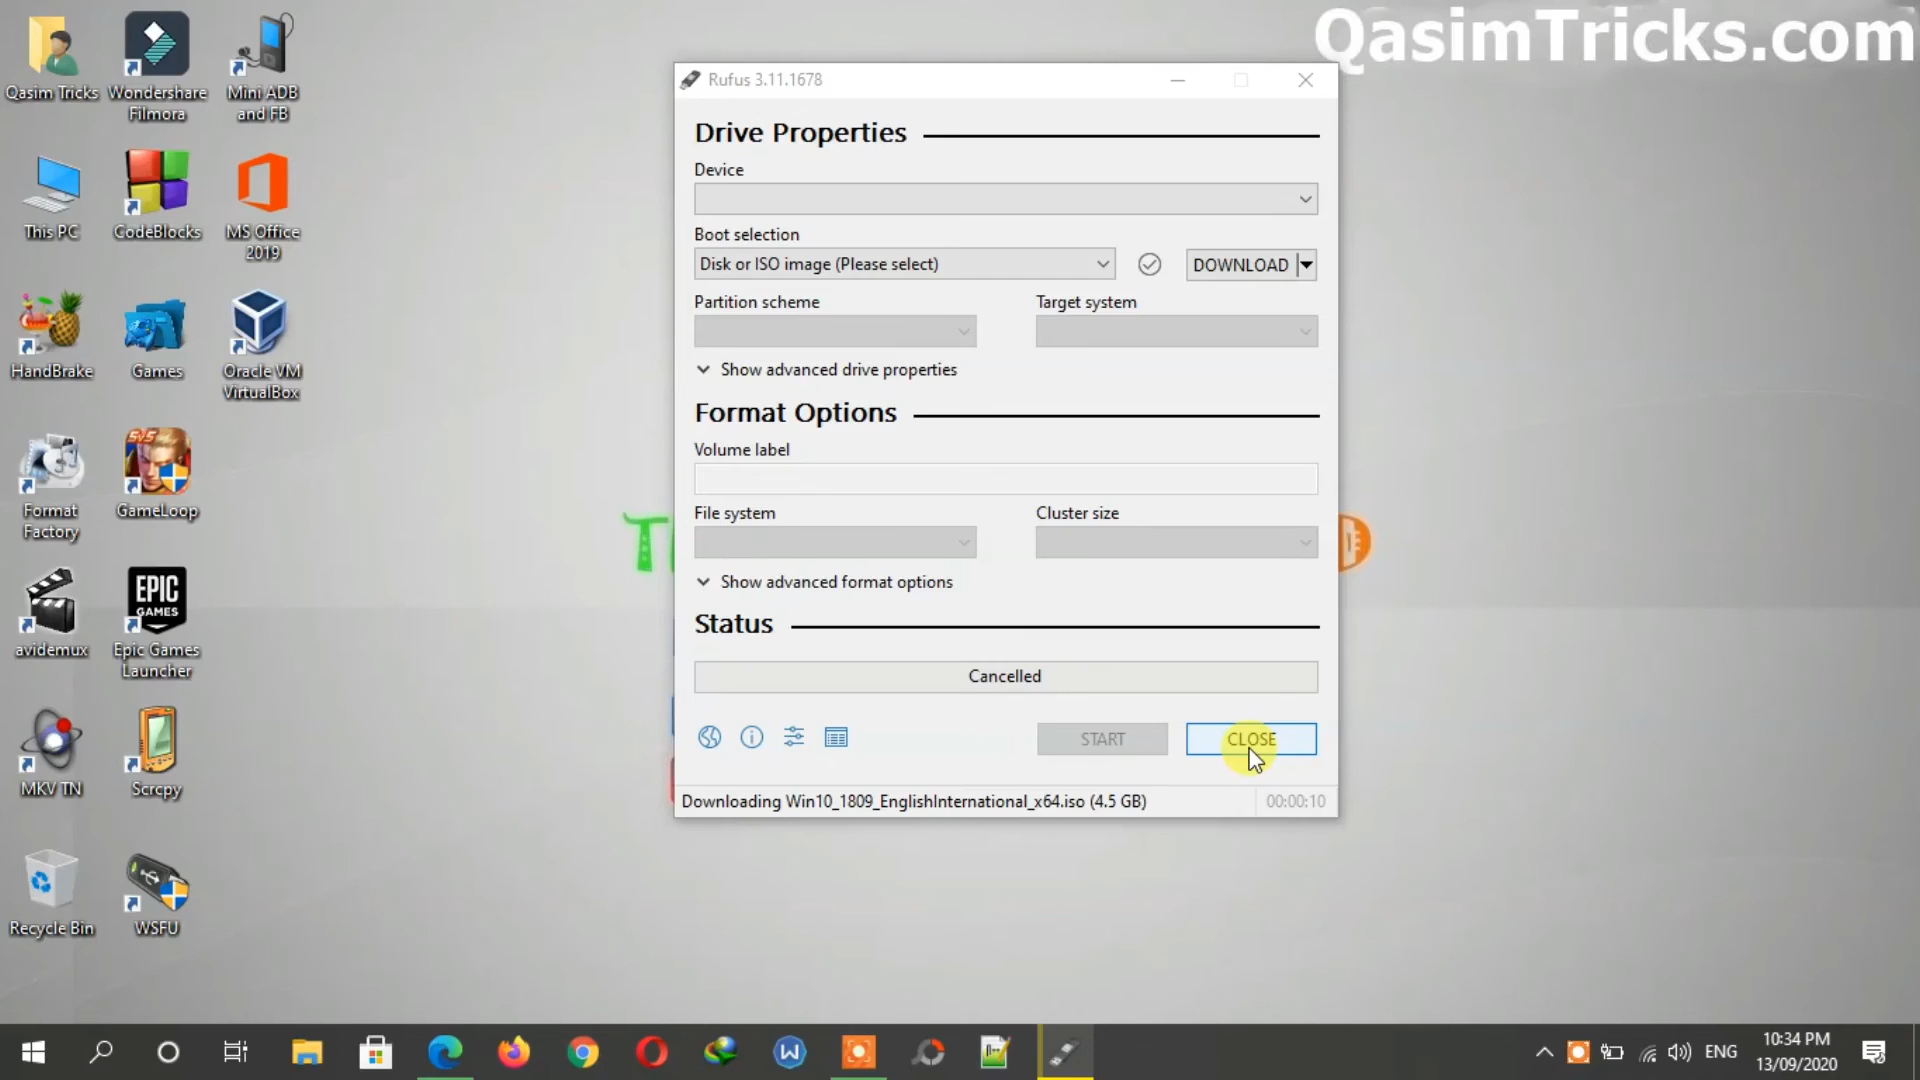 QasimTricks.com
Qasim Tricks
Wondershare
Filmora
Mini ADB
and FB
This PC
CodeBlocks
MS Office
2019
HandBrake
Games
Oracle VM
VirtualBox
Format
Factory
5v5
GameLoop
avidemux
EPIC
GAMES
Epic Games
Launcher
MKV TN
Scrcpy
Recycle Bin
WSFU
Rufus 3.11.1678
Drive Properties
Device
Boot selection
Disk or ISO image (Please select)
DOWNLOAD
Partition scheme
Target system
Show advanced drive properties
Format Options
Volume label
File system
Cluster size
Show advanced format options
Status
Cancelled
START
CLOSE
Downloading Win10_1809_EnglishInternational_x64.iso (4.5 GB)
00:00:10
ENG
10:34 PM
13/09/2020